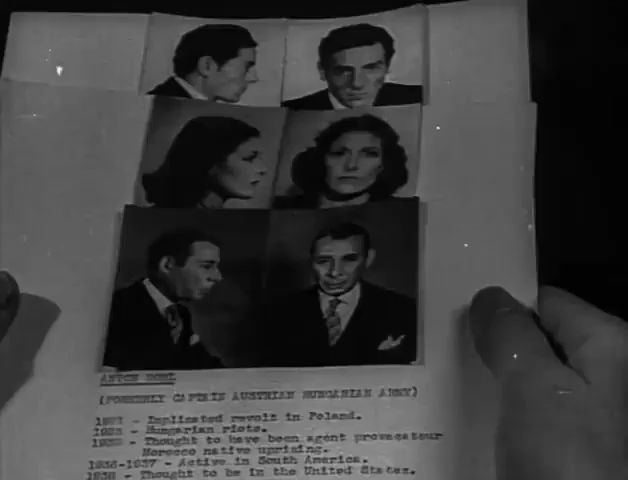 ANTON
(FORMERLY CAPTAIN AUSTRIAN HUNGARIAN ARMY)
- Implicated revolt in Poland.
- Hungarian riots.
- Thought to have been agent provocateur
Morocco native uprising.
1936-1937 - Active in South America.
1938 - Thought to be in the United States.